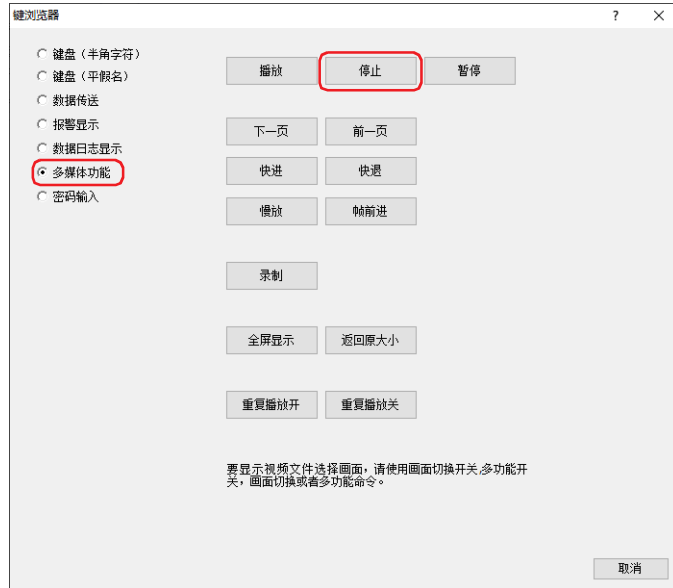 键浏览器
?
键盘（半角字符）
键盘（平假名）
数据传送
报警显示
数据日志显示
多媒体功能
密码输入
播放 停止 暂停
下一页 前一页
快进 快退
慢放 帧前进
录制
全屏显示 返回原大小
重复播放开 重复播放关
要显示视频文件选择画面，请使用画面切换开关,多功能开
关，画面切换或者多功能命令。
取消